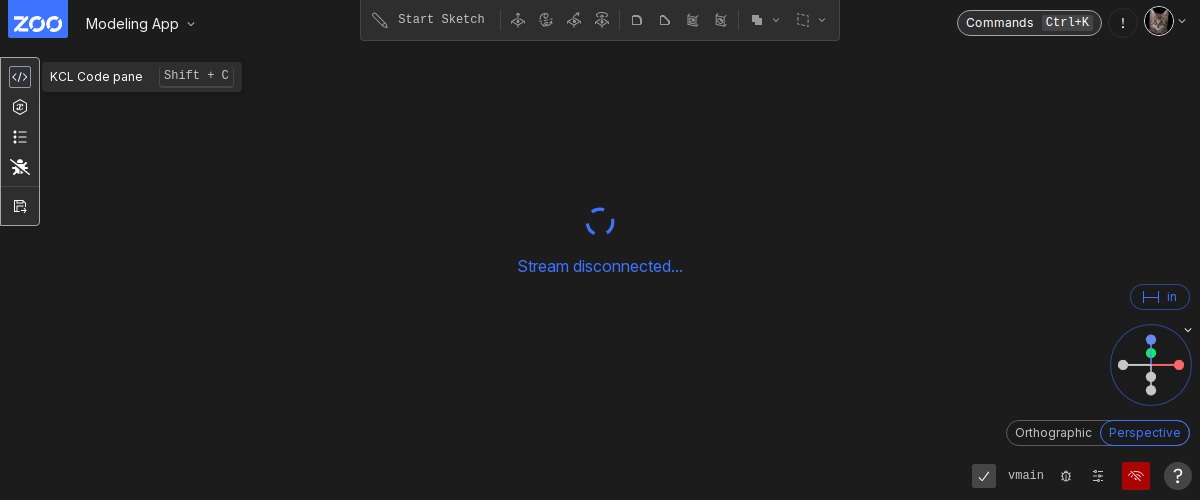 ZOO
Modeling App
Start Sketch
Commands Ctrl+K
!
KCL Code pane Shift + C
Stream disconnected...
in
Orthographic Perspective
vmain
?